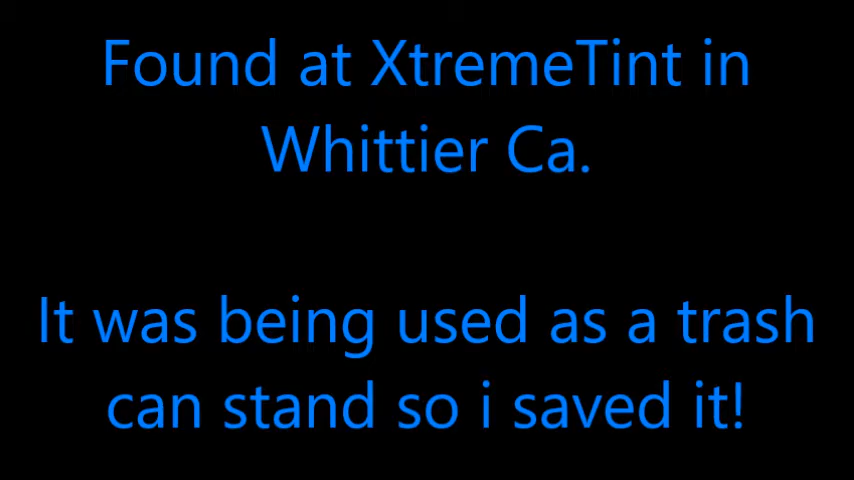 Found at XtremeTint in
Whittier Ca.
It was being used as a trash
can stand so i saved it!